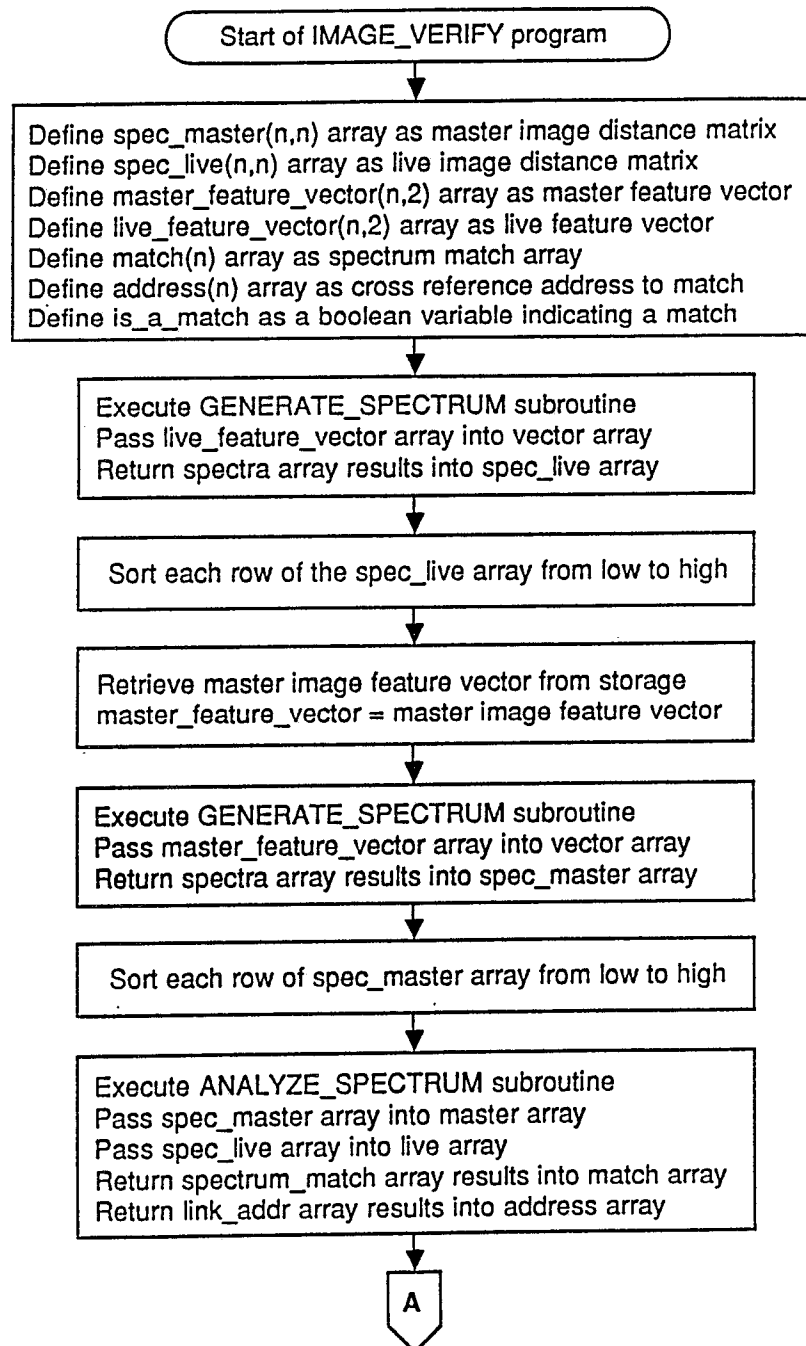 Start of IMAGE_VERIFY program
Define spec_master(n,n) array as master image distance matrix
Define spec_live(n,n) array as live image distance matrix
Define master_feature_vector(n,2) array as master feature vector
Define live_feature_vector(n,2) array as live feature vector
Define match(n) array as spectrum match array
Define address(n) array as cross reference address to match
Define is_a_match as a boolean variable indicating a match
Execute GENERATE_SPECTRUM subroutine
Pass live_feature_vector array into vector array
Return spectra array results into spec_live array
Sort each row of the spec_live array from low to high
Retrieve master image feature vector from storage
master_feature_vector = master image feature vector
Execute GENERATE_SPECTRUM subroutine
Pass master_feature_vector array into vector array
Return spectra array results into spec_master array
Sort each row of spec_master array from low to high
Execute ANALYZE_SPECTRUM subroutine
Pass spec_master array into master array
Pass spec_live array into live array
Return spectrum_match array results into match array
Return link_addr array results into address array
A